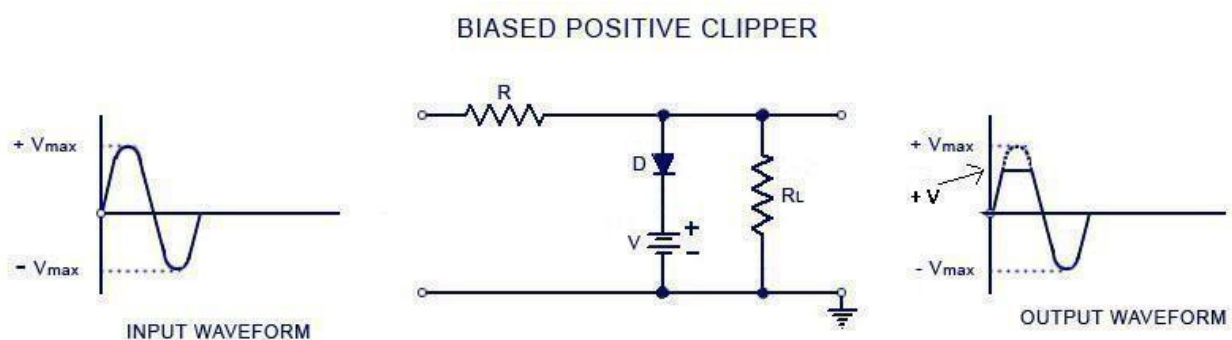 BIASED POSITIVE CLIPPER
+ Vmax
- Vmax
INPUT WAVEFORM
R
D
V
+
-
RL
+ Vmax
+ V
- Vmax
OUTPUT WAVEFORM